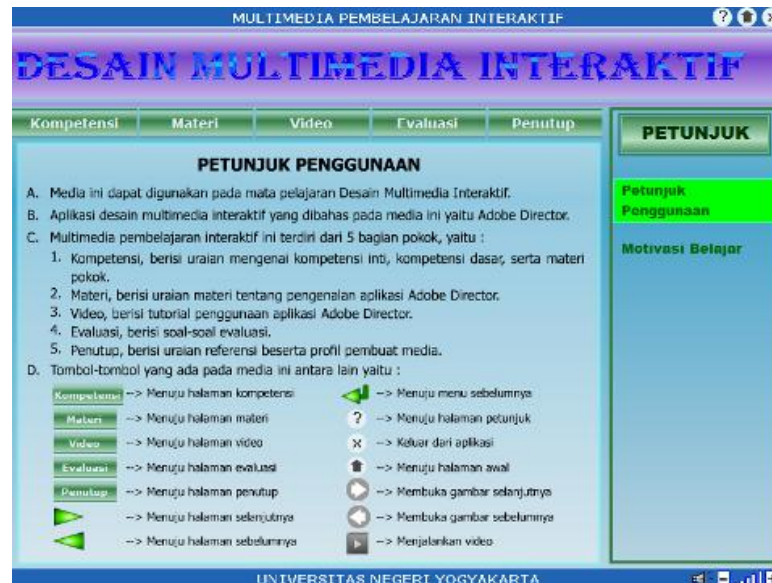 MULTIMEDIA PEMBELAJARAN INTERAKTIF
? x
DESAIN MULTIMEDIA INTERAKTIF
Kompetensi Materi Video Evaluasi Penutup
PETUNJUK
PETUNJUK PENGGUNAAN
A. Media ini dapat digunakan pada mata pelajaran Desain Multimedia Interaktif.
B. Aplikasi desain multimedia interaktif yang dibahas pada media ini yaitu Adobe Director.
C. Multimedia pembelajaran interaktif ini terdiri dari 5 bagian pokok, yaitu :
1. Kompetensi, berisi uraian mengenai kompetensi inti, kompetensi dasar, serta materi
pokok.
2. Materi, berisi uraian materi tentang pengenalan aplikasi Adobe Director.
3. Video, berisi tutorial penggunaan aplikasi Adobe Director.
4. Evaluasi, berisi soal-soal evaluasi.
5. Penutup, berisi uraian referensi beserta profil pembuat media.
D. Tombol-tombol yang ada pada media ini antara lain yaitu :
Kompetensi --> Menuju halaman kompetensi
Materi --> Menuju halaman materi
Video --> Menuju halaman video
Evaluasi --> Menuju halaman evaluasi
Penutup --> Menuju halaman penutup
--> Menuju halaman selanjutnya
--> Menuju halaman sebelumnya
--> Menuju menu sebelumnya
? --> Menuju halaman petunjuk
x --> Keluar dari aplikasi
--> Menuju halaman awal
--> Membuka gambar selanjutnya
--> Membuka gambar sebelumnya
--> Menjalankan video
Petunjuk
Penggunaan
Motivasi Belajar
UNIVERSITAS NEGERI YOGYAKARTA